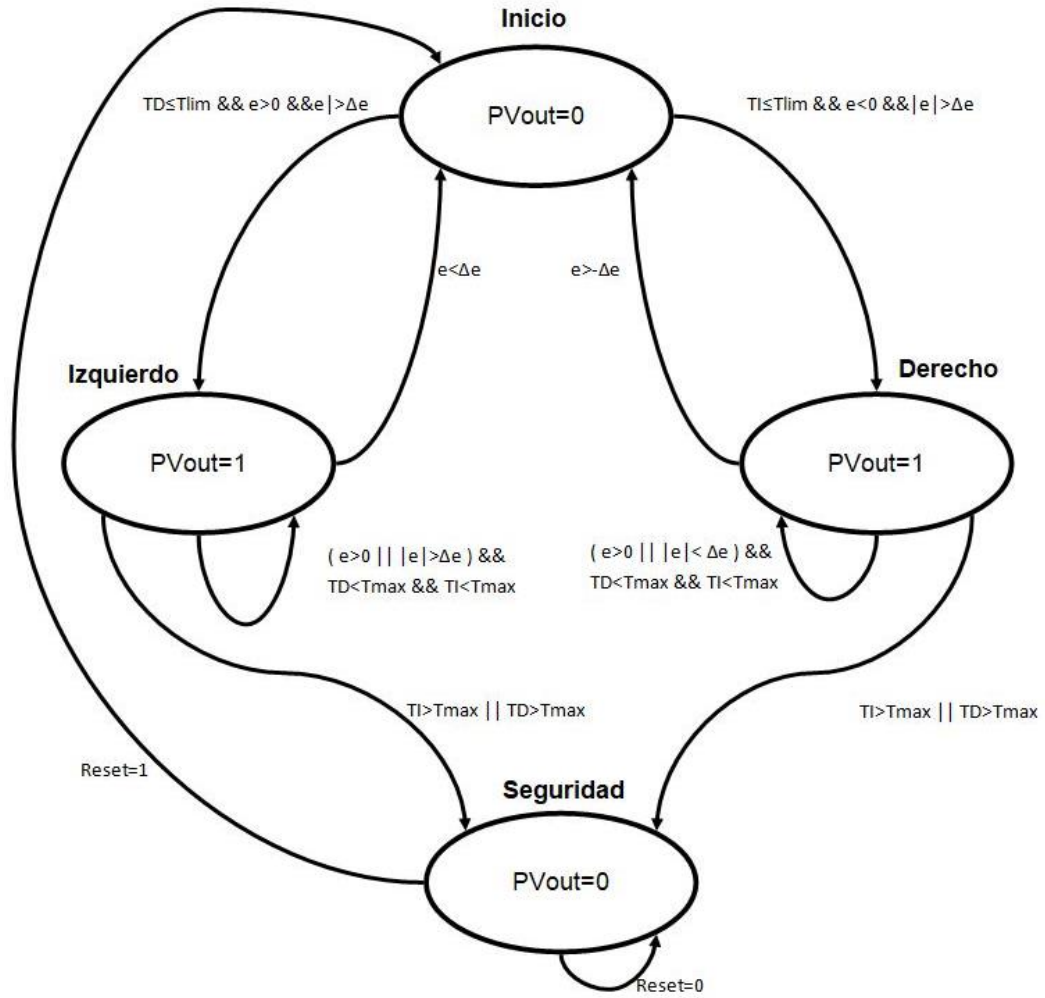 Inicio
TD≤Tlim && e>0 &&e|>Δe
PVout=0
TI≤Tlim && e<0 &&|e|>Δe
e<Δe
e>-Δe
Izquierdo
Derecho
PVout=1
PVout=1
( e>0 || |e|>Δe ) &&
TD<Tmax && TI<Tmax
( e>0 || |e|< Δe ) &&
TD<Tmax && TI<Tmax
TI>Tmax || TD>Tmax
TI>Tmax || TD>Tmax
Reset=1
Seguridad
PVout=0
Reset=0